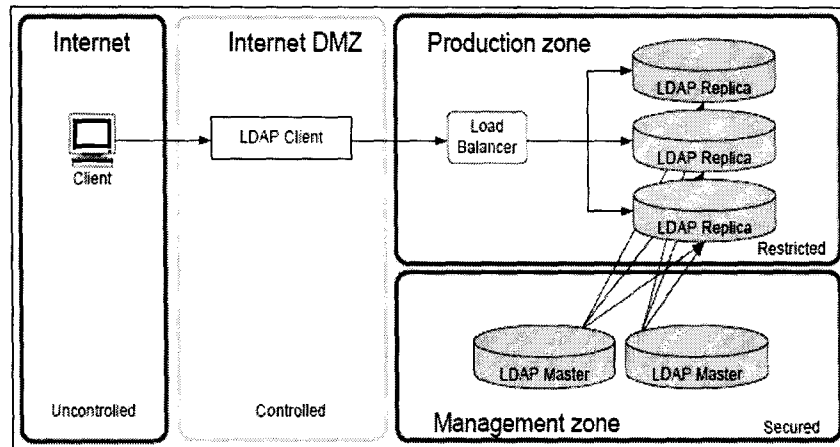 Internet
Internet DMZ
Production zone
LDAP Replica
Client
LDAP Client
Load
Balancer
LDAP Replica
LDAP Replica
Restricted
LDAP Master
LDAP Master
Uncontrolled
Controlled
Management zone
Secured